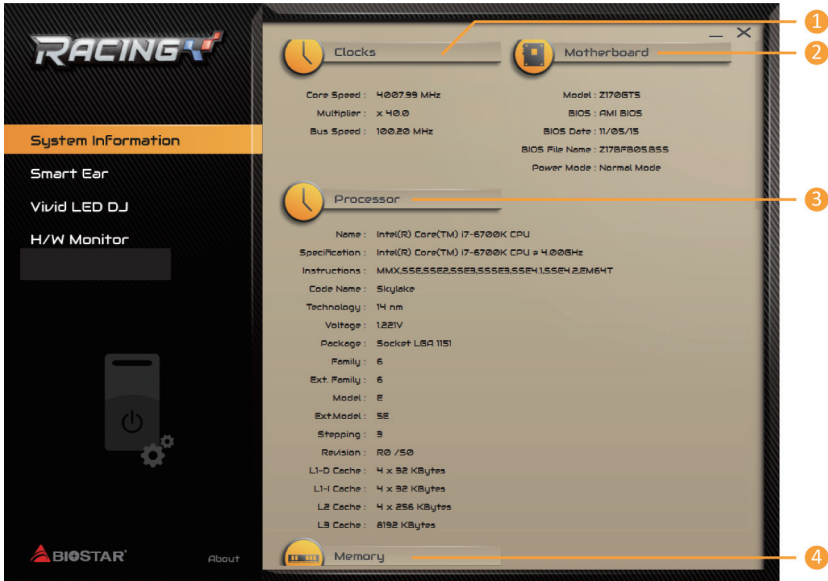 RACING
1
2
3
4
System Information
Smart Ear
Vivid LED DJ
H/W Monitor
BIOSTAR
About
Clocks
Core Speed : 4007.99 MHz
Multiplier : x 40.0
Bus Speed : 100.20 MHz
Motherboard
Model : Z170GT5
BIOS : AMI BIOS
BIOS Date : 11/05/15
BIOS File Name : Z17BFB05.BSS
Power Mode : Normal Mode
Processor
Name : Intel(R) Core(TM) i7-6700K CPU
Specification : Intel(R) Core(TM) i7-6700K CPU @ 4.00GHz
Instructions : MMX,SSE,SSE2,SSE3,SSSE3,SSE4.1,SSE4.2,EM64T
Code Name : Skylake
Technology : 14 nm
Voltage : 1.221V
Package : Socket LGA 1151
Family : 6
Ext. Family : 6
Model : E
Ext.Model : 5E
Stepping : 3
Revision : R0 /S0
L1-D Cache : 4 x 32 KBytes
L1-I Cache : 4 x 32 KBytes
L2 Cache : 4 x 256 KBytes
L3 Cache : 8192 KBytes
Memory